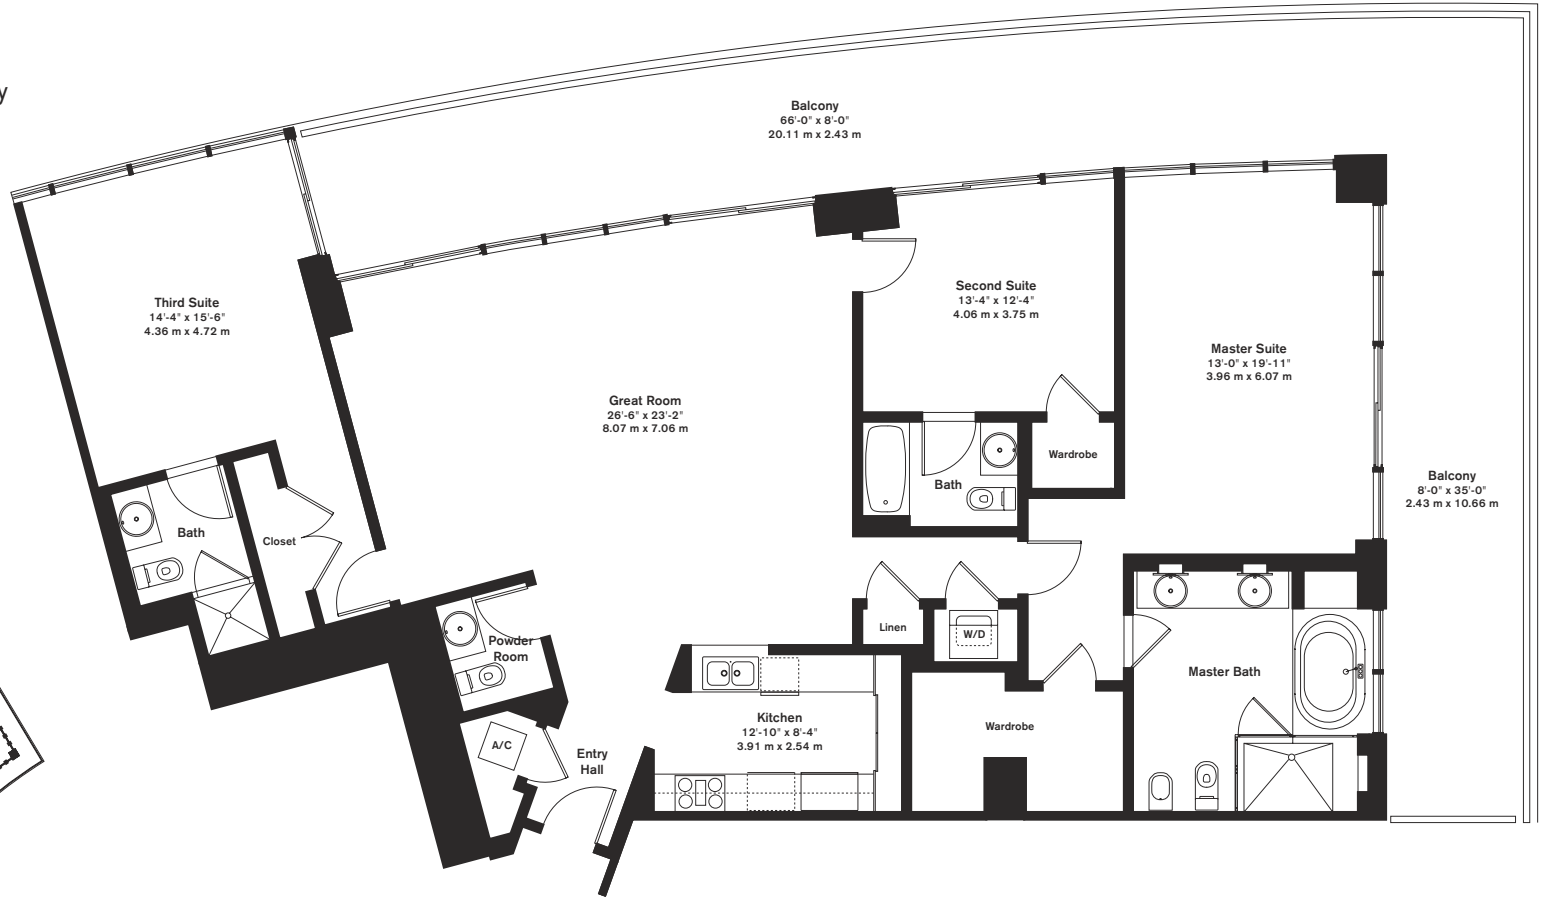 y
Balcony
66'-0" x 8'-0"
20.11 m x 2.43 m
Third Suite
14'-4" x 15'-6"
4.36 m x 4.72 m
Second Suite
13'-4" x 12'-4"
4.06 m x 3.75 m
Master Suite
13'-0" x 19'-11"
3.96 m x 6.07 m
Great Room
26'-6" x 23'-2"
8.07 m x 7.06 m
Wardrobe
Bath
Balcony
8'-0" x 35'-0"
2.43 m x 10.66 m
Bath
Closet
Linen
W/D
Powder
Room
Master Bath
Kitchen
12'-10" x 8'-4"
3.91 m x 2.54 m
Wardrobe
A/C
Entry
Hall